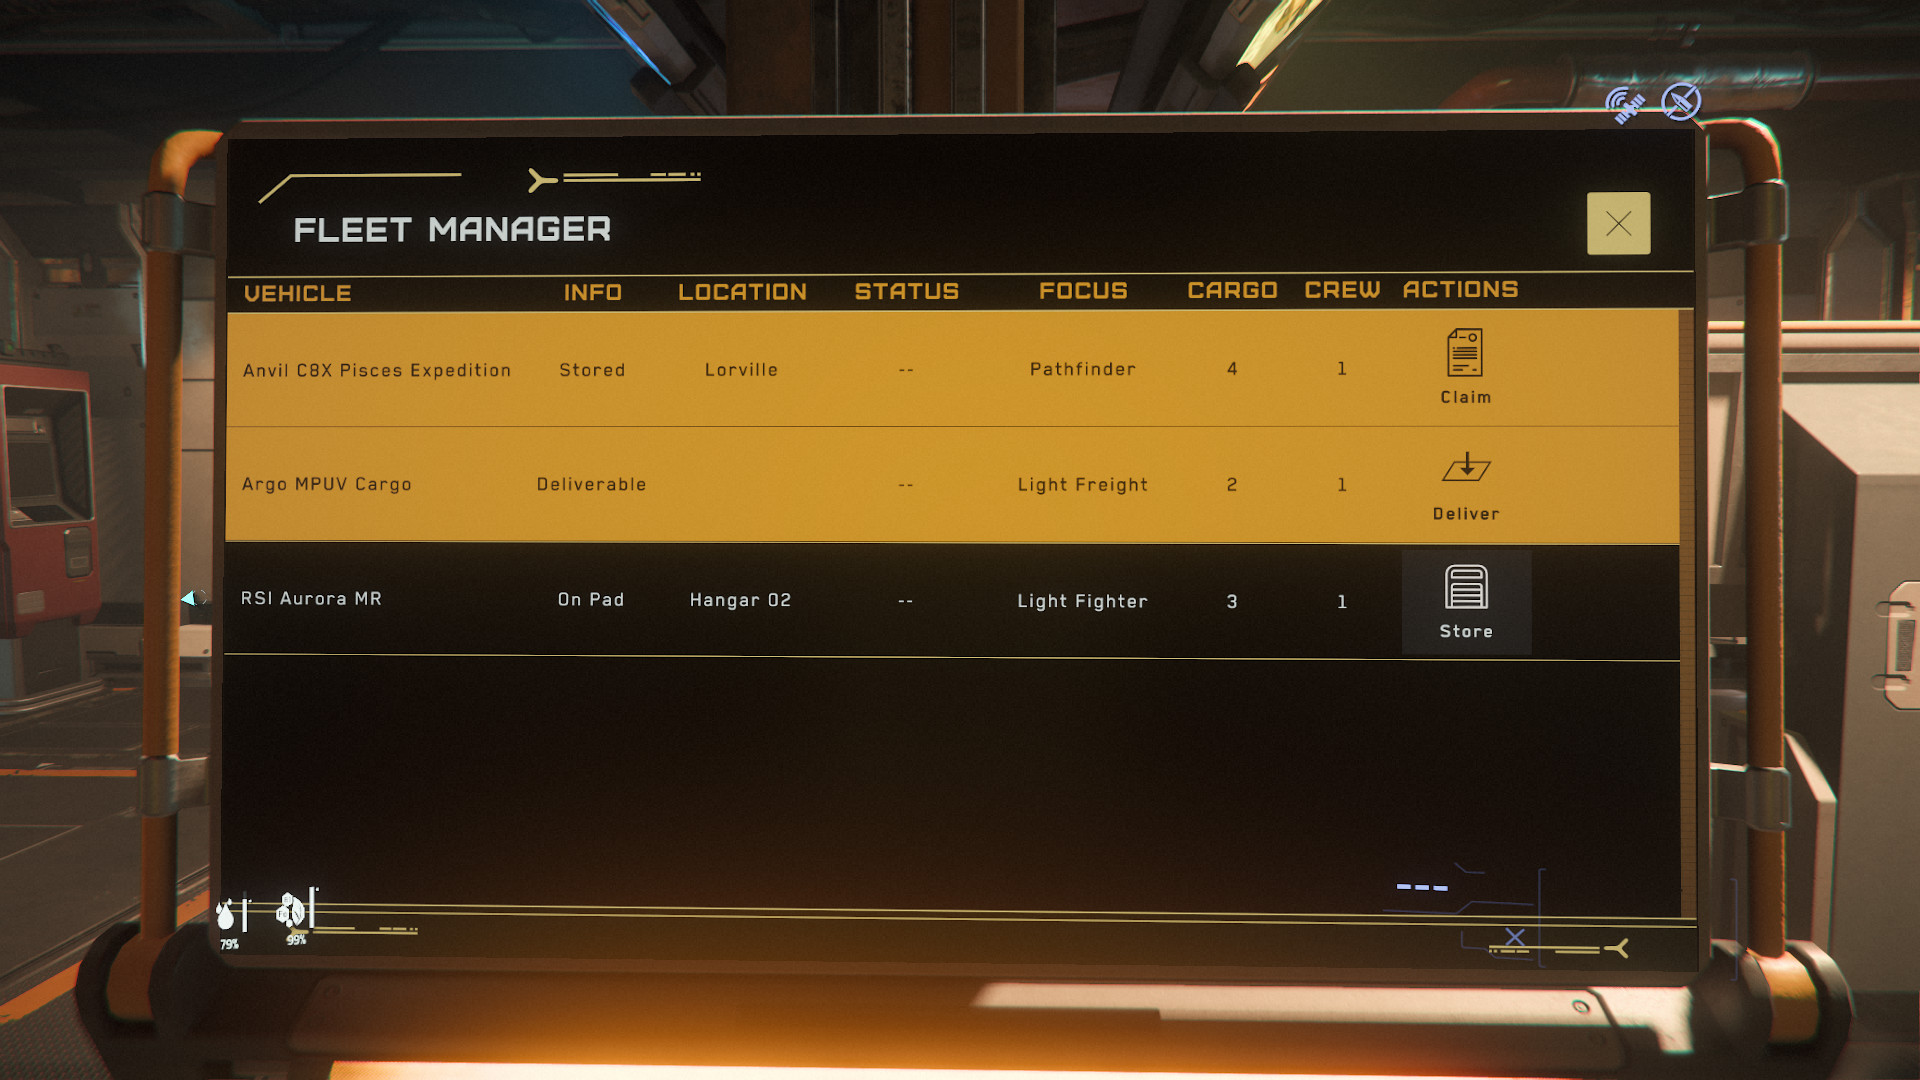 FLEET MANAGER
VEHICLE INFO LOCATION STATUS FOCUS CARGO CREW ACTIONS
Anvil C8X Pisces Expedition Stored Lorville -- Pathfinder 4 1 Claim
Argo MPUV Cargo Deliverable -- Light Freight 2 1 Deliver
RSI Aurora MR On Pad Hangar 02 -- Light Fighter 3 1 Store
79% 99%